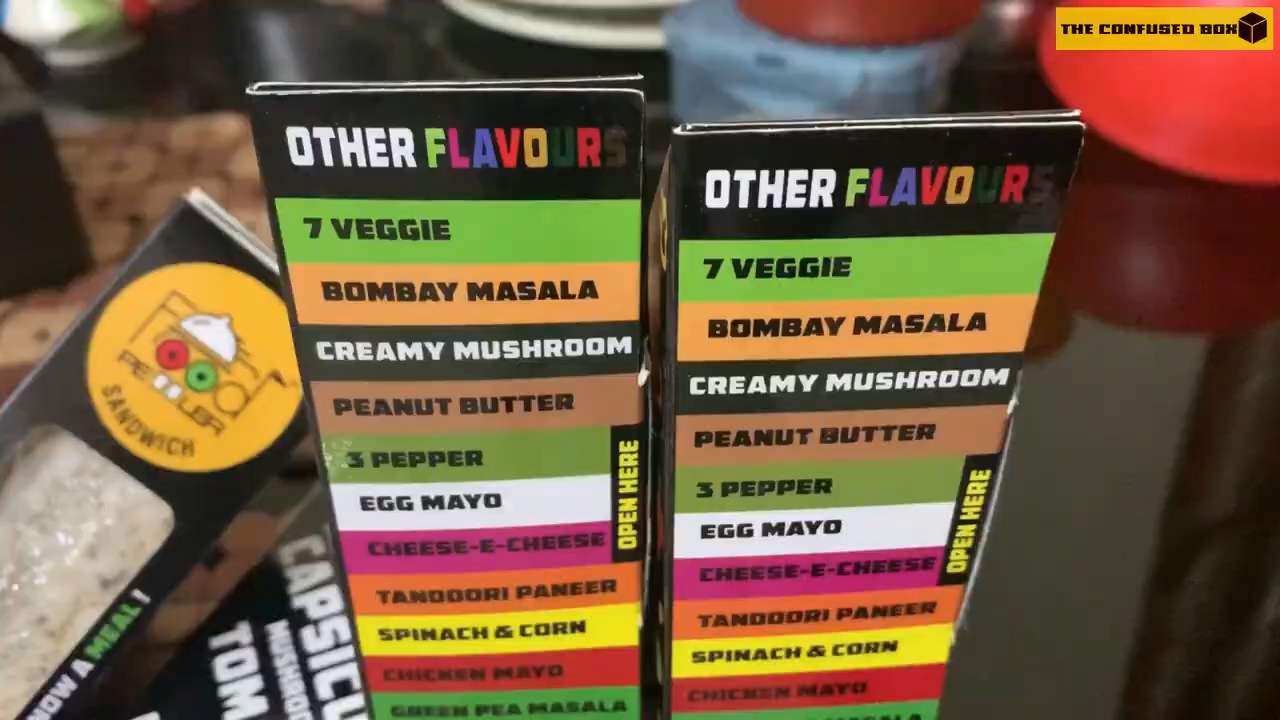 THE CONFUSED BOX
OTHER FLAVOURS
7 VEGGIE
BOMBAY MASALA
CREAMY MUSHROOM
PEANUT BUTTER
3 PEPPER
EGG MAYO
CHEESE-E-CHEESE
TANDOORI PANEER
SPINACH & CORN
CHICKEN MAYO
GREEN PEA MASALA
OPEN HERE
OTHER FLAVOURS
7 VEGGIE
BOMBAY MASALA
CREAMY MUSHROOM
PEANUT BUTTER
3 PEPPER
EGG MAYO
CHEESE-E-CHEESE
TANDOORI PANEER
SPINACH & CORN
CHICKEN MAYO
MASALA
OPEN HERE
SANDWICH
NOW A MEAL !